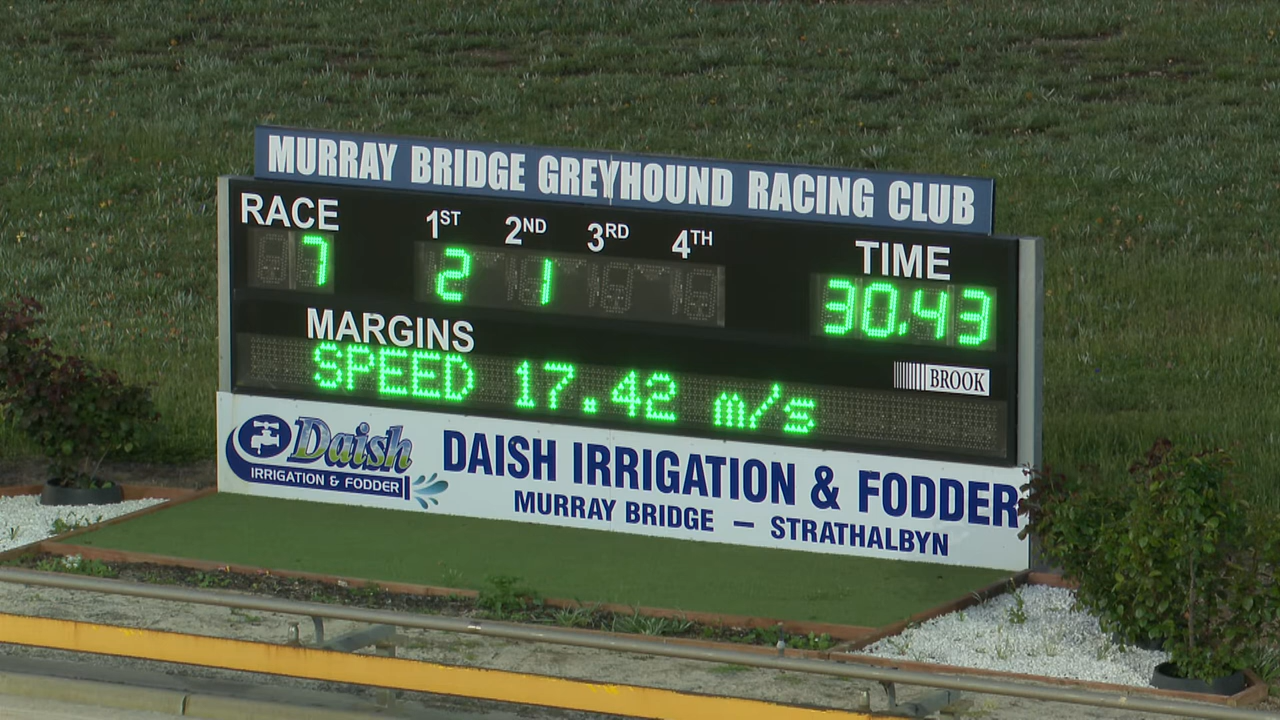 MURRAY BRIDGE GREYHOUND RACING CLUB
RACE 1ST 2ND 3RD 4TH TIME
7 2 1 30.43
MARGINS
SPEED 17.42 m/s
BROOK
Daish
IRRIGATION & FODDER
DAISH IRRIGATION & FODDER
MURRAY BRIDGE — STRATHALBYN